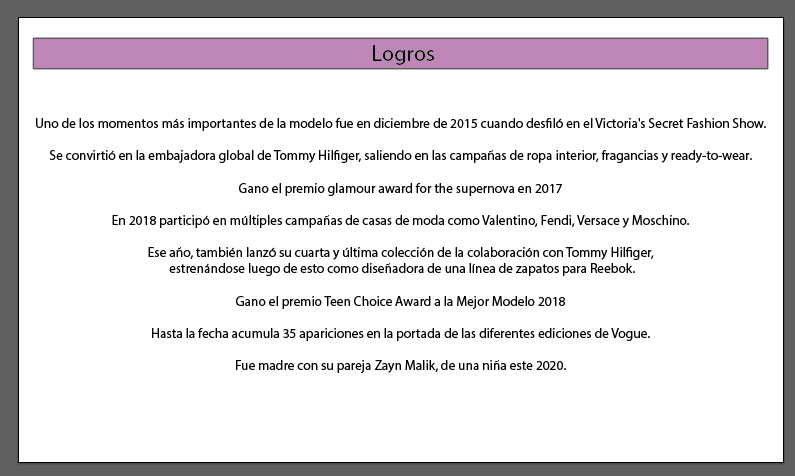 Logros
Uno de los momentos más importantes de la modelo fue en diciembre de 2015 cuando desfiló en el Victoria's Secret Fashion Show.
Se convirtió en la embajadora global de Tommy Hilfiger, saliendo en las campañas de ropa interior, fragancias y ready-to-wear.
Gano el premio glamour award for the supernova en 2017
En 2018 participó en múltiples campañas de casas de moda como Valentino, Fendi, Versace y Moschino.
Ese año, también lanzó su cuarta y última colección de la colaboración con Tommy Hilfiger,
estrenándose luego de esto como diseñadora de una línea de zapatos para Reebok.
Gano el premio Teen Choice Award a la Mejor Modelo 2018
Hasta la fecha acumula 35 apariciones en la portada de las diferentes ediciones de Vogue.
Fue madre con su pareja Zayn Malik, de una niña este 2020.